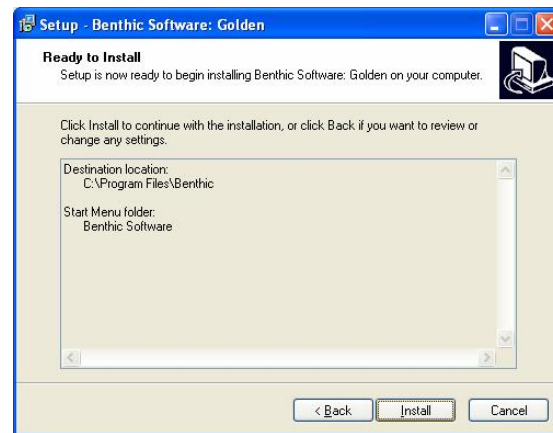 Setup - Benthic Software: Golden
Ready to Install
Setup is now ready to begin installing Benthic Software: Golden on your computer.
Click Install to continue with the installation, or click Back if you want to review or
change any settings.
Destination location:
C:\Program Files\Benthic
Start Menu folder:
Benthic Software
< Back
Install
Cancel